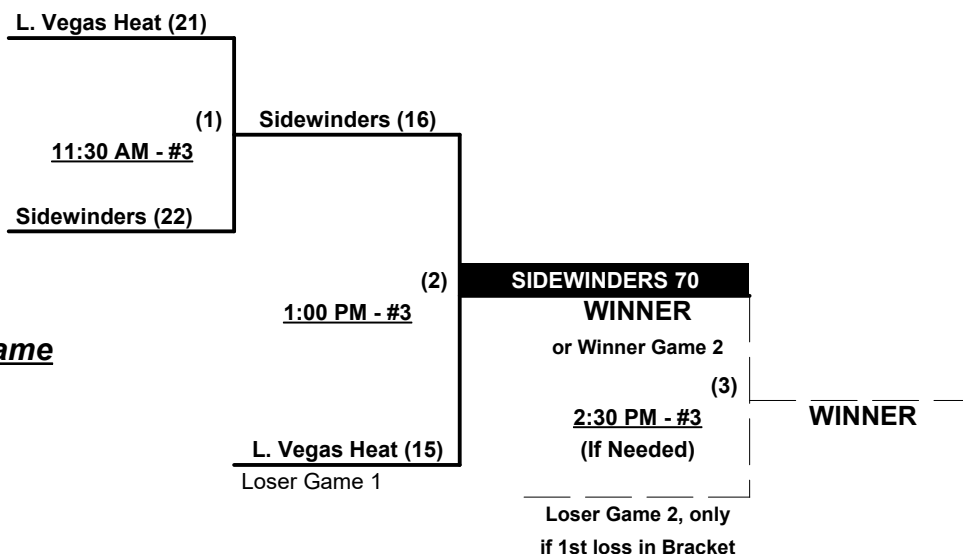 L. Vegas Heat (21)
(1)
Sidewinders (16)
11:30 AM - #3
Sidewinders (22)
(2)
SIDEWINDERS 70
1:00 PM - #3
WINNER
or Winner Game 2
ame
(3)
2:30 PM - #3
WINNER
L. Vegas Heat (15)
(If Needed)
Loser Game 1
Loser Game 2, only
if 1st loss in Bracket